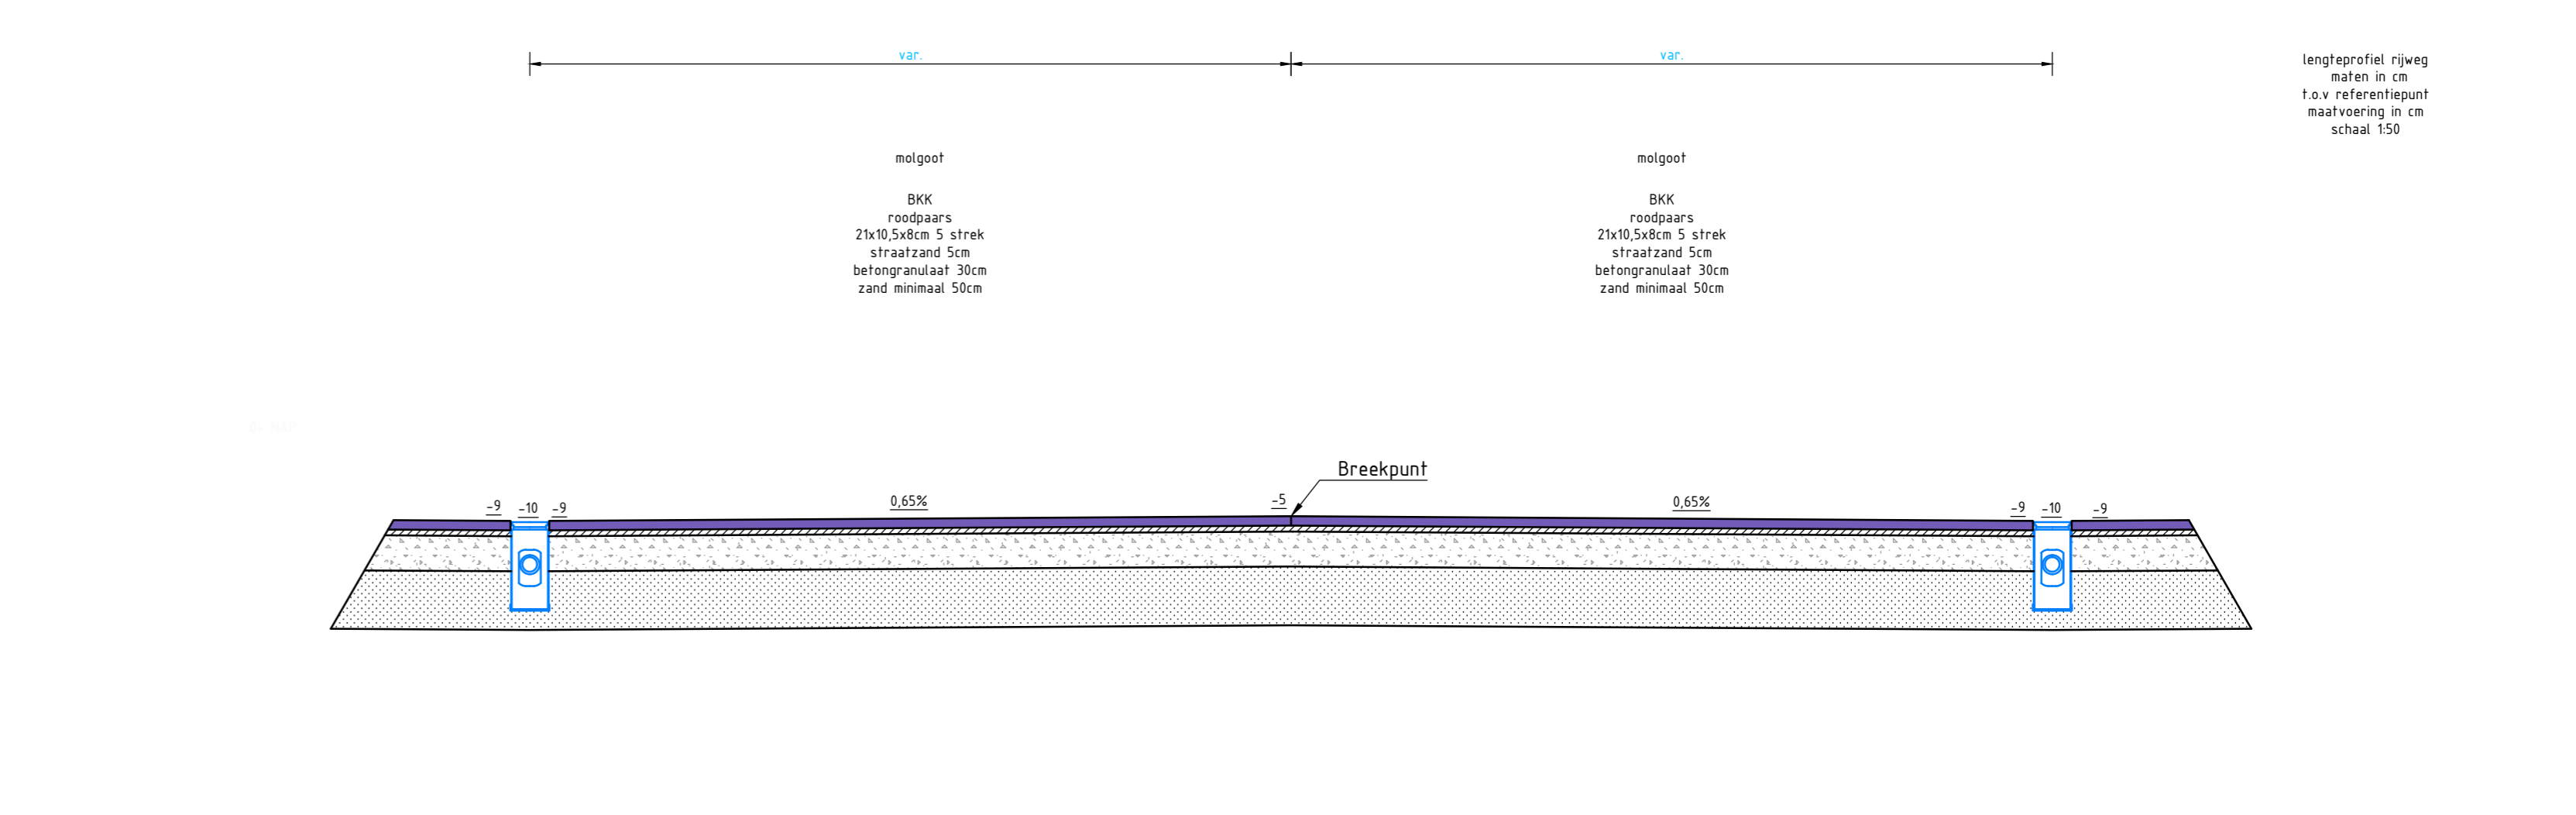 var.
var.
lengteprofiel rijweg
maten in cm
t.o.v referentiepunt
maatvoering in cm
schaal 1:50
molgoot
BKK
roodpaars
21x10,5x8cm 5 strek
straatzand 5cm
betongranulaat 30cm
zand minimaal 50cm
molgoot
BKK
roodpaars
21x10,5x8cm 5 strek
straatzand 5cm
betongranulaat 30cm
zand minimaal 50cm
Breekpunt
-9
-10
-9
0,65%
-5
0,65%
-9
-10
-9